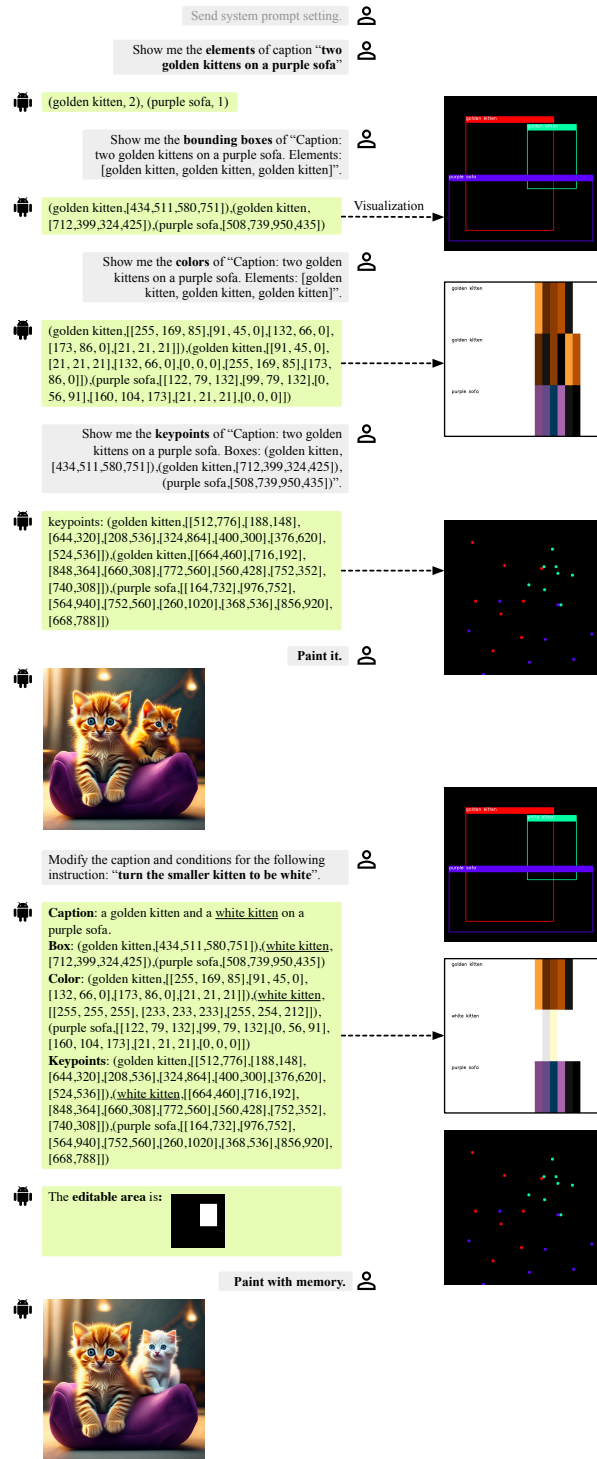 Send system prompt setting.
Show me the elements of caption “two
golden kittens on a purple sofa”
(golden kitten, 2), (purple sofa, 1)
Show me the bounding boxes of “Caption:
two golden kittens on a purple sofa. Elements:
[golden kitten, golden kitten, golden kitten]”.
golden kitten
golden kitten
purple sofa
(golden kitten,[434,511,580,751]),(golden kitten,
[712,399,324,425]),(purple sofa,[508,739,950,435])
Visualization
Show me the colors of “Caption: two golden
kittens on a purple sofa. Elements: [golden
kitten, golden kitten, golden kitten]”.
golden kitten
golden kitten
purple sofa
(golden kitten,[[255, 169, 85],[91, 45, 0],[132, 66, 0],
[173, 86, 0],[21, 21, 21]]),(golden kitten,[[91, 45, 0],
[21, 21, 21],[132, 66, 0],[0, 0, 0],[255, 169, 85],[173,
86, 0]]),(purple sofa,[[122, 79, 132],[99, 79, 132],[0,
56, 91],[160, 104, 173],[21, 21, 21],[0, 0, 0]])
Show me the keypoints of “Caption: two golden
kittens on a purple sofa. Boxes: (golden kitten,
[434,511,580,751]),(golden kitten,[712,399,324,425]),
(purple sofa,[508,739,950,435])”.
keypoints: (golden kitten,[[512,776],[188,148],
[644,320],[208,536],[324,864],[400,300],[376,620],
[524,536]]),(golden kitten,[[664,460],[716,192],
[848,364],[660,308],[772,560],[560,428],[752,352],
[740,308]]),(purple sofa,[[164,732],[976,752],
[564,940],[752,560],[260,1020],[368,536],[856,920],
[668,788]])
Paint it.
Modify the caption and conditions for the following
instruction: “turn the smaller kitten to be white”.
golden kitten
white kitten
purple sofa
Caption: a golden kitten and a white kitten on a
purple sofa.
Box: (golden kitten,[434,511,580,751]),(white kitten,
[712,399,324,425]),(purple sofa,[508,739,950,435])
Color: (golden kitten,[[255, 169, 85],[91, 45, 0],
[132, 66, 0],[173, 86, 0],[21, 21, 21]]),(white kitten,
[[255, 255, 255], [233, 233, 233],[255, 254, 212]]),
(purple sofa,[[122, 79, 132],[99, 79, 132],[0, 56, 91],
[160, 104, 173],[21, 21, 21],[0, 0, 0]])
Keypoints: (golden kitten,[[512,776],[188,148],
[644,320],[208,536],[324,864],[400,300],[376,620],
[524,536]]),(white kitten,[[664,460],[716,192],
[848,364],[660,308],[772,560],[560,428],[752,352],
[740,308]]),(purple sofa,[[164,732],[976,752],
[564,940],[752,560],[260,1020],[368,536],[856,920],
[668,788]])
golden kitten
white kitten
purple sofa
The editable area is:
Paint with memory.